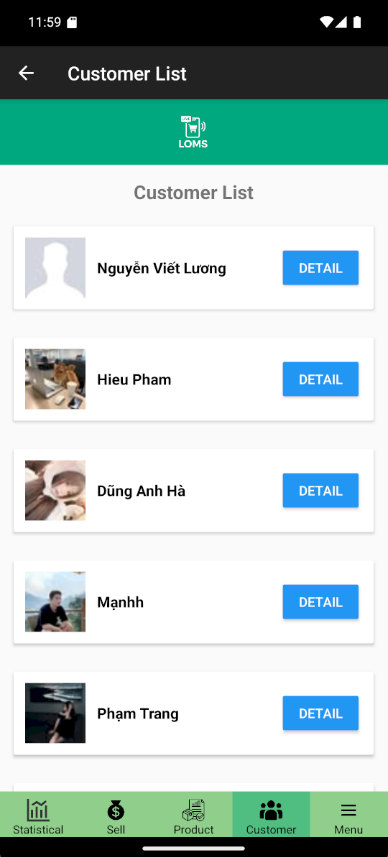 11:59
Customer List
LOMS
Customer List
Nguyễn Viết Lương
DETAIL
Hieu Pham
DETAIL
Dũng Anh Hà
DETAIL
Mạnhh
DETAIL
Phạm Trang
DETAIL
Statistical
Sell
Product
Customer
Menu